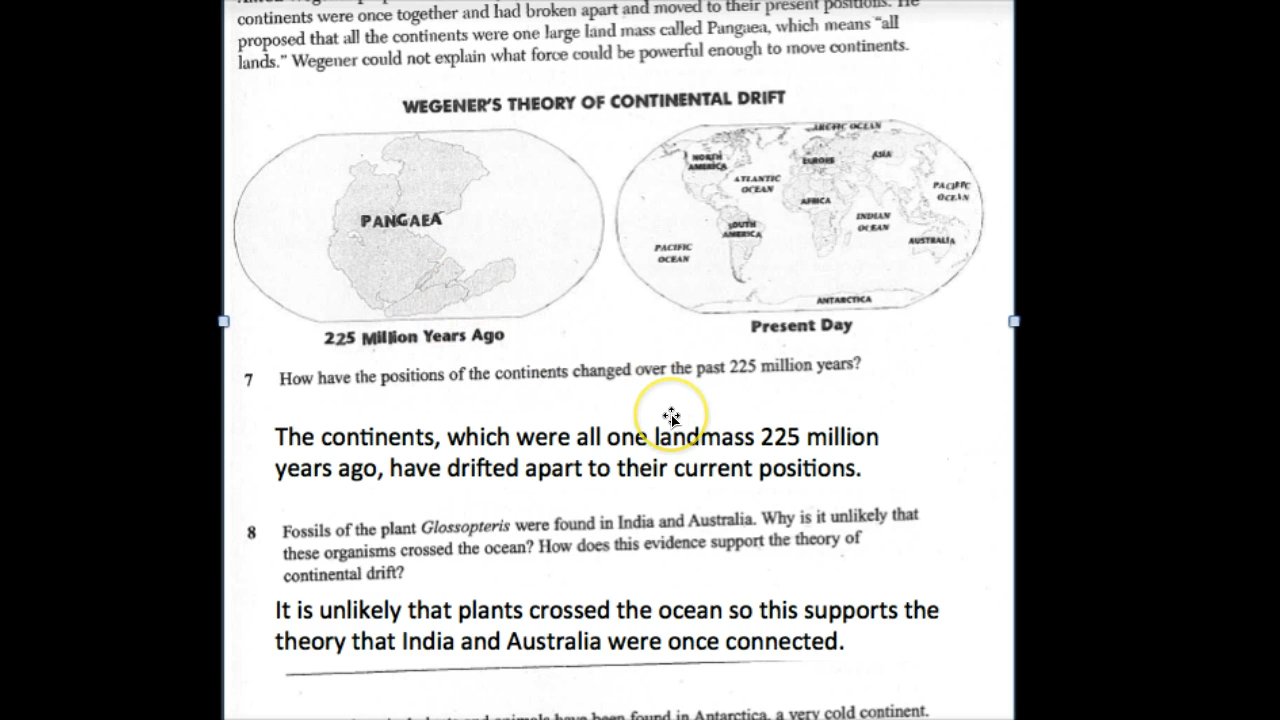 continents were once together and had broken apart and moved to their present positions. He
proposed that all the continents were one large land mass called Pangaea, which means "all
lands." Wegener could not explain what force could be powerful enough to move continents.
WEGENER'S THEORY OF CONTINENTAL DRIFT
PANGAEA
225 Million Years Ago
ARCTIC OCEAN
NORTH
AMERICA
EUROPE
ASIA
ATLANTIC
OCEAN
PACIFIC
OCEAN
AFRICA
INDIAN
OCEAN
SOUTH
AMERICA
AUSTRALIA
PACIFIC
OCEAN
ANTARCTICA
Present Day
7 How have the positions of the continents changed over the past 225 million years?
The continents, which were all one landmass 225 million
years ago, have drifted apart to their current positions.
8 Fossils of the plant Glossopteris were found in India and Australia. Why is it unlikely that
these organisms crossed the ocean? How does this evidence support the theory of
continental drift?
It is unlikely that plants crossed the ocean so this supports the
theory that India and Australia were once connected.
have been found in Antarctica, a very cold continent.